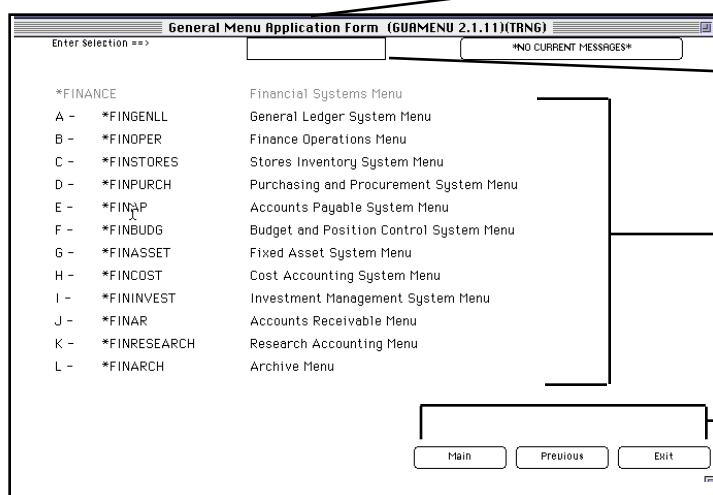 General Menu Application Form (GUAMENU 2.1.11)(TRNG)
Enter Selection ==> *NO CURRENT MESSAGES*
*FINANCE Financial Systems Menu
A - *FINGENLL General Ledger System Menu
B - *FINOPER Finance Operations Menu
C - *FINSTORES Stores Inventory System Menu
D - *FINPURCH Purchasing and Procurement System Menu
E - *FINAP Accounts Payable System Menu
F - *FINBUDG Budget and Position Control System Menu
G - *FINASSET Fixed Asset System Menu
H - *FINCOST Cost Accounting System Menu
I - *FININVEST Investment Management System Menu
J - *FINAR Accounts Receivable Menu
K - *FINRESEARCH Research Accounting Menu
L - *FINARCH Archive Menu
Main Previous Exit